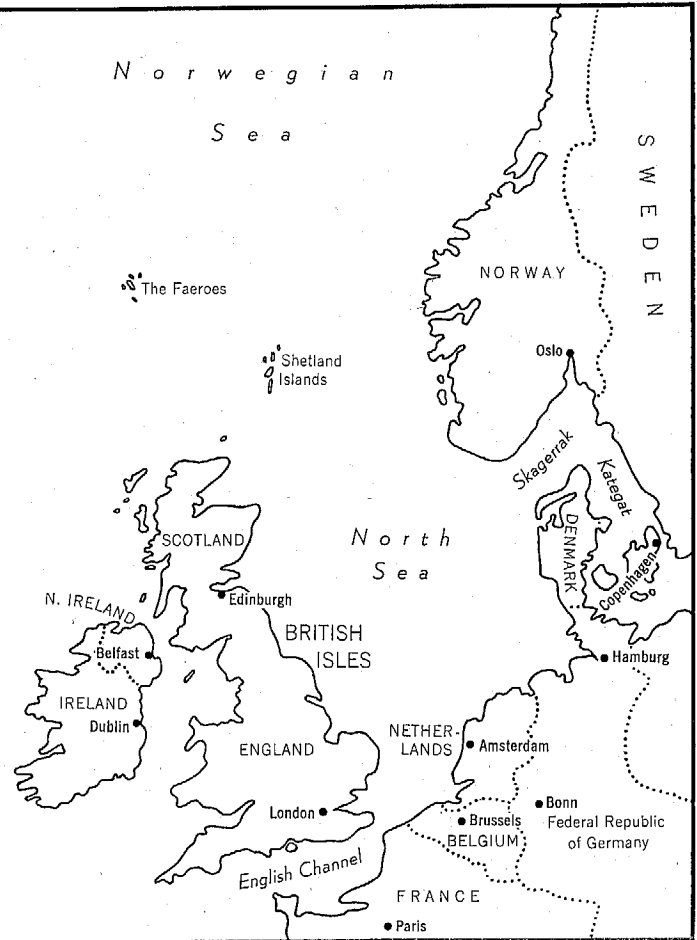 Norwegian
Sea
SWEDEN
The Faeroes
NORWAY
Shetland
Islands
Oslo
Skagerrak
Kategat
SCOTLAND
North
Sea
DENMARK
Copenhagen
Edinburgh
N. IRELAND
BRITISH
ISLES
Belfast
Hamburg
IRELAND
Dublin
NETHER-
LANDS
Amsterdam
ENGLAND
London
Bonn
Brussels
Federal Republic
of Germany
BELGIUM
English Channel
FRANCE
Paris